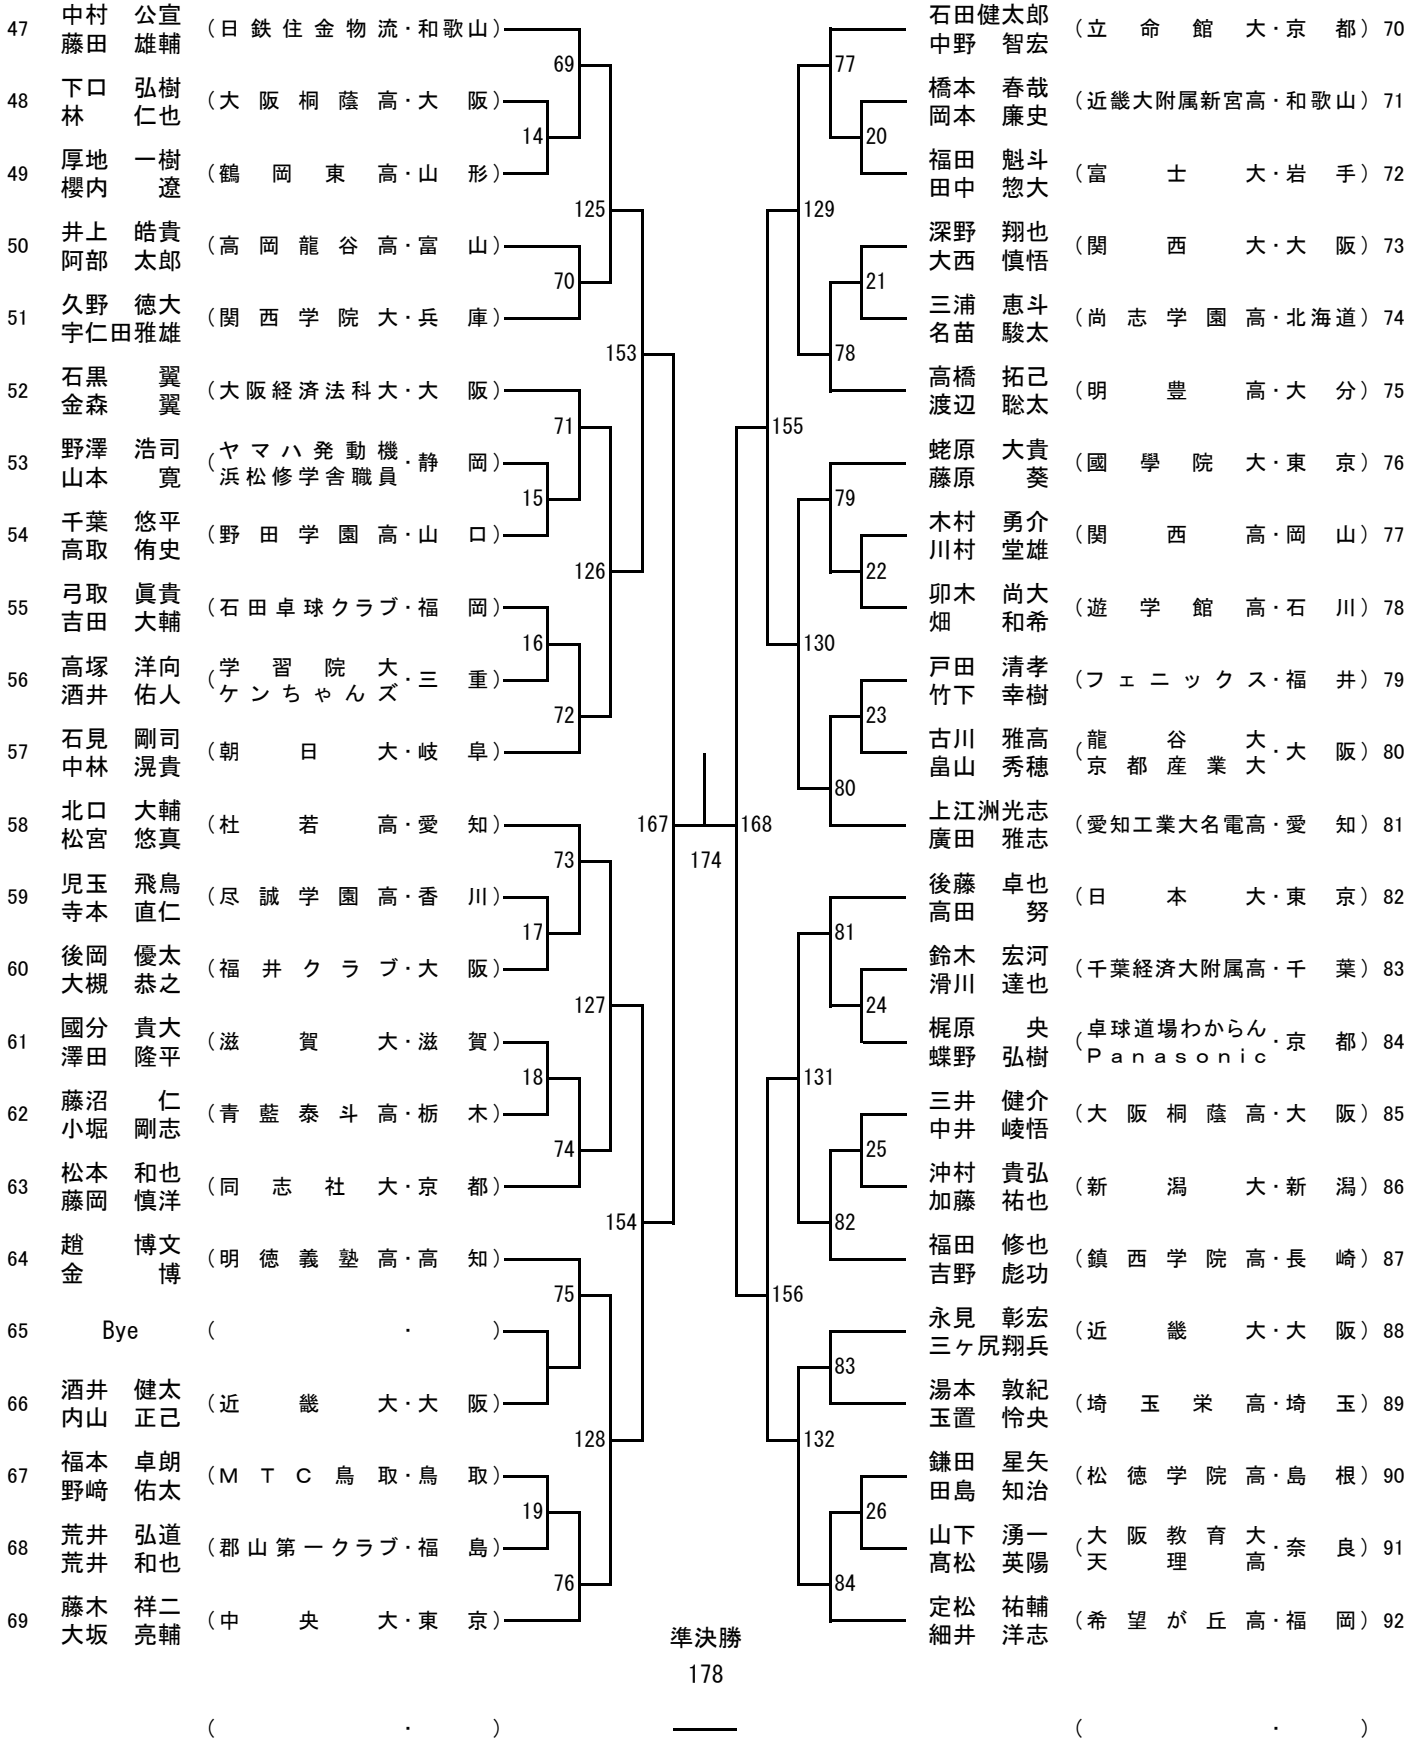 47 中村 公宣 藤田 雄輔 (日鉄住金物流・和歌山)
48 下口 弘樹 林 仁也 (大阪桐蔭高・大阪)
49 厚地 一樹 櫻内 遼 (鶴岡東高・山形)
50 井上 皓貴 阿部 太郎 (高岡龍谷高・富山)
51 久野 徳大 宇仁田雅雄 (関西学院大・兵庫)
52 石黒 翼 金森 翼 (大阪経済法科大・大阪)
53 野澤 浩司 山本 寛 (ヤマハ発動機 浜松修学舎職員・静岡)
54 千葉 悠平 高取 侑史 (野田学園高・山口)
55 弓取 眞貴 吉田 大輔 (石田卓球クラブ・福岡)
56 高塚 洋向 酒井 佑人 (学習院大 ケンちゃんズ・三重)
57 石見 剛司 中林 滉貴 (朝日大・岐阜)
58 北口 大輔 松宮 悠真 (杜若高・愛知)
59 児玉 飛鳥 寺本 直仁 (尽誠学園高・香川)
60 後岡 優太 大槻 恭之 (福井クラブ・大阪)
61 國分 貴大 澤田 隆平 (滋賀大・滋賀)
62 藤沼 仁 小堀 剛志 (青藍泰斗高・栃木)
63 松本 和也 藤岡 慎洋 (同志社大・京都)
64 趙 博文 金 博 (明徳義塾高・高知)
65 Bye ( ・ )
66 酒井 健太 内山 正己 (近畿大・大阪)
67 福本 卓朗 野﨑 佑太 (MTC鳥取・鳥取)
68 荒井 弘道 荒井 和也 (郡山第一クラブ・福島)
69 藤木 祥二 大坂 亮輔 (中央大・東京)
69
14
125
70
153
71
15
126
16
72
167
73
17
127
18
74
154
75
128
19
76
174
168
77
20
129
21
78
155
79
22
130
23
80
81
24
131
25
82
156
83
132
26
84
石田健太郎 中野 智宏 (立命館大・京都) 70
橋本 春哉 岡本 廉史 (近畿大附属新宮高・和歌山) 71
福田 魁斗 田中 惣大 (富士大・岩手) 72
深野 翔也 大西 慎悟 (関西大・大阪) 73
三浦 恵斗 名苗 駿太 (尚志学園高・北海道) 74
高橋 拓己 渡辺 聡太 (明豊高・大分) 75
蛯原 大貴 藤原 葵 (國學院大・東京) 76
木村 勇介 川村 堂雄 (関西高・岡山) 77
卯木 尚大 畑 和希 (遊学館高・石川) 78
戸田 清孝 竹下 幸樹 (フェニックス・福井) 79
古川 雅高 畠山 秀穂 (龍谷大 京都産業大・大阪) 80
上江洲光志 廣田 雅志 (愛知工業大名電高・愛知) 81
後藤 卓也 高田 努 (日本大・東京) 82
鈴木 宏河 滑川 達也 (千葉経済大附属高・千葉) 83
梶原 央 蝶野 弘樹 (卓球道場わからん Panasonic・京都) 84
三井 健介 中井 崚悟 (大阪桐蔭高・大阪) 85
沖村 貴弘 加藤 祐也 (新潟大・新潟) 86
福田 修也 吉野 彪功 (鎮西学院高・長崎) 87
永見 彰宏 三ヶ尻翔兵 (近畿大・大阪) 88
湯本 敦紀 玉置 怜央 (埼玉栄高・埼玉) 89
鎌田 星矢 田島 知治 (松徳学院高・島根) 90
山下 湧一 髙松 英陽 (大阪教育大 天理高・奈良) 91
定松 祐輔 細井 洋志 (希望が丘高・福岡) 92
準決勝
178
( ・ )
( ・ )